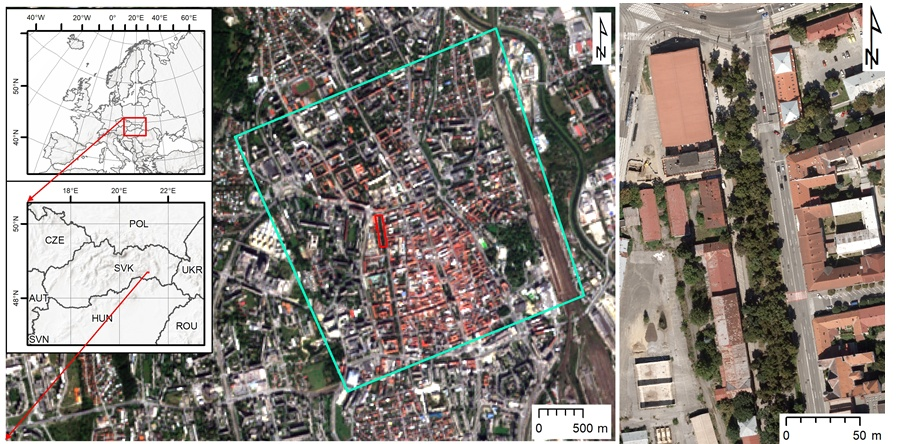 40°W 20°W 0° 20°E 40°E 60°E
50°N
40°N
18°E 20°E 22°E
50°N
48°N
POL
CZE
SVK
UKR
AUT
HUN
SVN
ROU
N
0 500 m
N
0 50 m